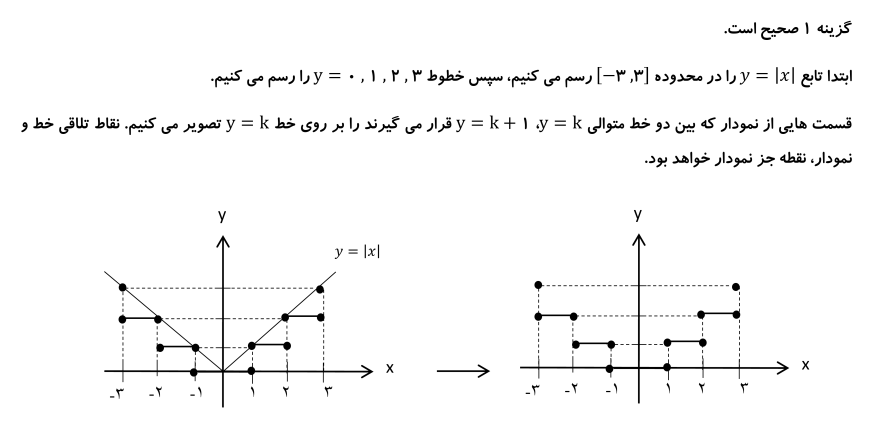 گزینه ۱ صحیح است.
ابتدا تابع y = |x| را در محدوده [−۳ ,۳] رسم می کنیم، سپس خطوط y = ۰ , ۱ , ۲ , ۳ را رسم می کنیم.
قسمت هایی از نمودار که بین دو خط متوالی y = k، y = k + ۱ قرار می گیرند را بر روی خط y = k تصویر می کنیم. نقاط تلاقی خط و
نمودار، نقطه جز نمودار خواهد بود.
y
y = |x|
x
-۳ -۲ -۱ ۱ ۲ ۳
y
x
-۳ -۲ -۱ ۱ ۲ ۳